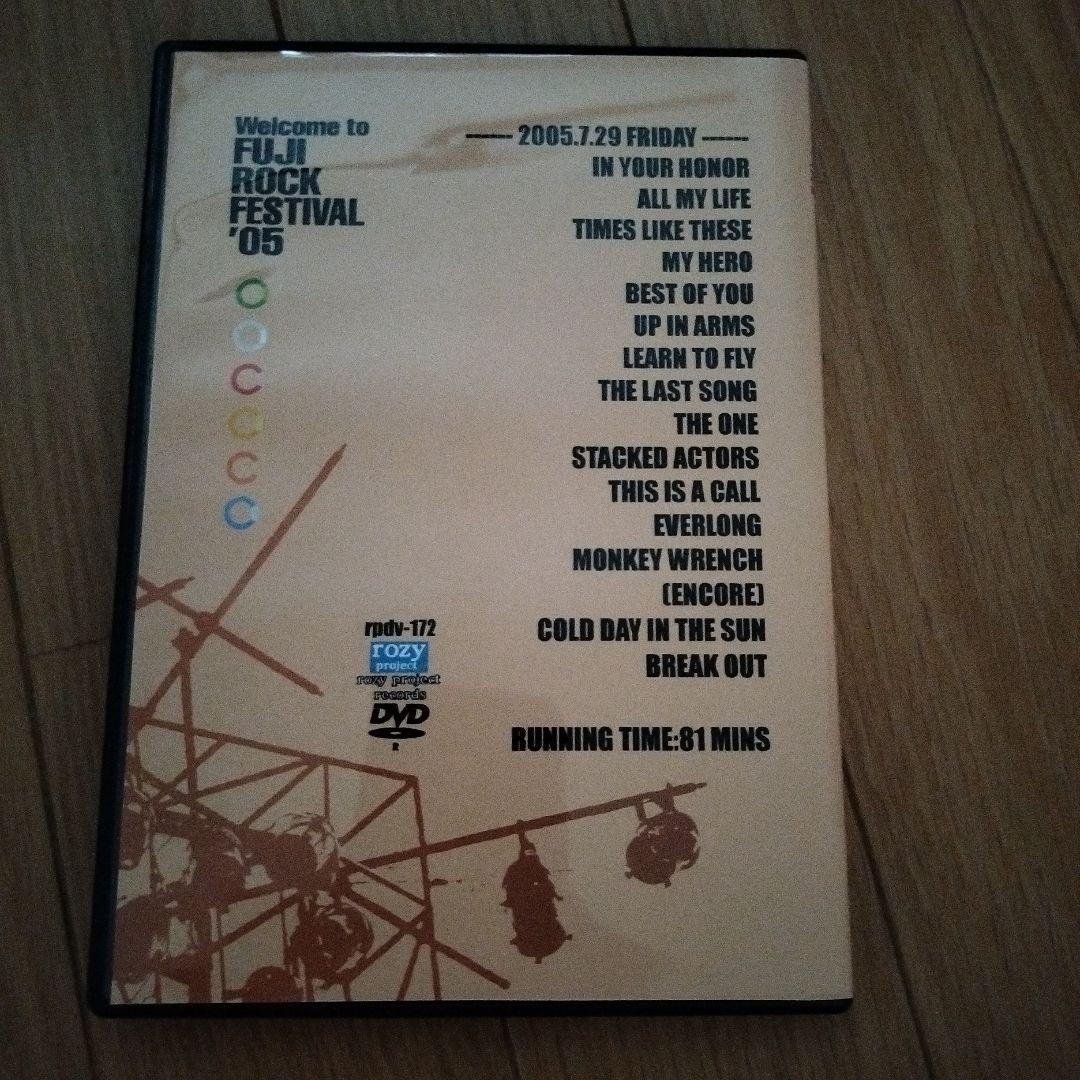 Welcome to
FUJI
ROCK
FESTIVAL
'05
2005.7.29 FRIDAY
IN YOUR HONOR
ALL MY LIFE
TIMES LIKE THESE
MY HERO
BEST OF YOU
UP IN ARMS
LEARN TO FLY
THE LAST SONG
THE ONE
STACKED ACTORS
THIS IS A CALL
EVERLONG
MONKEY WRENCH
(ENCORE)
COLD DAY IN THE SUN
BREAK OUT
RUNNING TIME:81 MINS
rpdv-172
rozy
project
rozy project
records
DVD
R